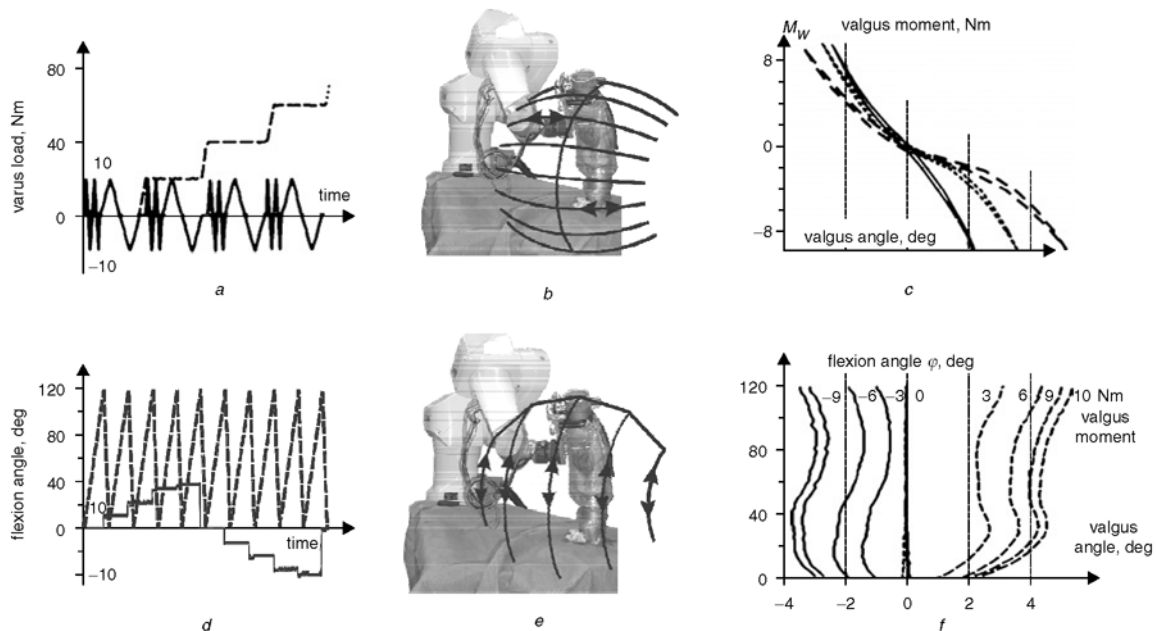 80
40
0
10
−10
varus load, Nm
time
a
b
M_W
valgus moment, Nm
8
0
−8
valgus angle, deg
c
120
80
40
0
10
−10
flexion angle, deg
time
d
e
flexion angle φ, deg
120
80
40
0
−9 −6 −3 0 3 6 9 10 Nm
valgus
moment
valgus
angle, deg
−4 −2 0 2 4
f